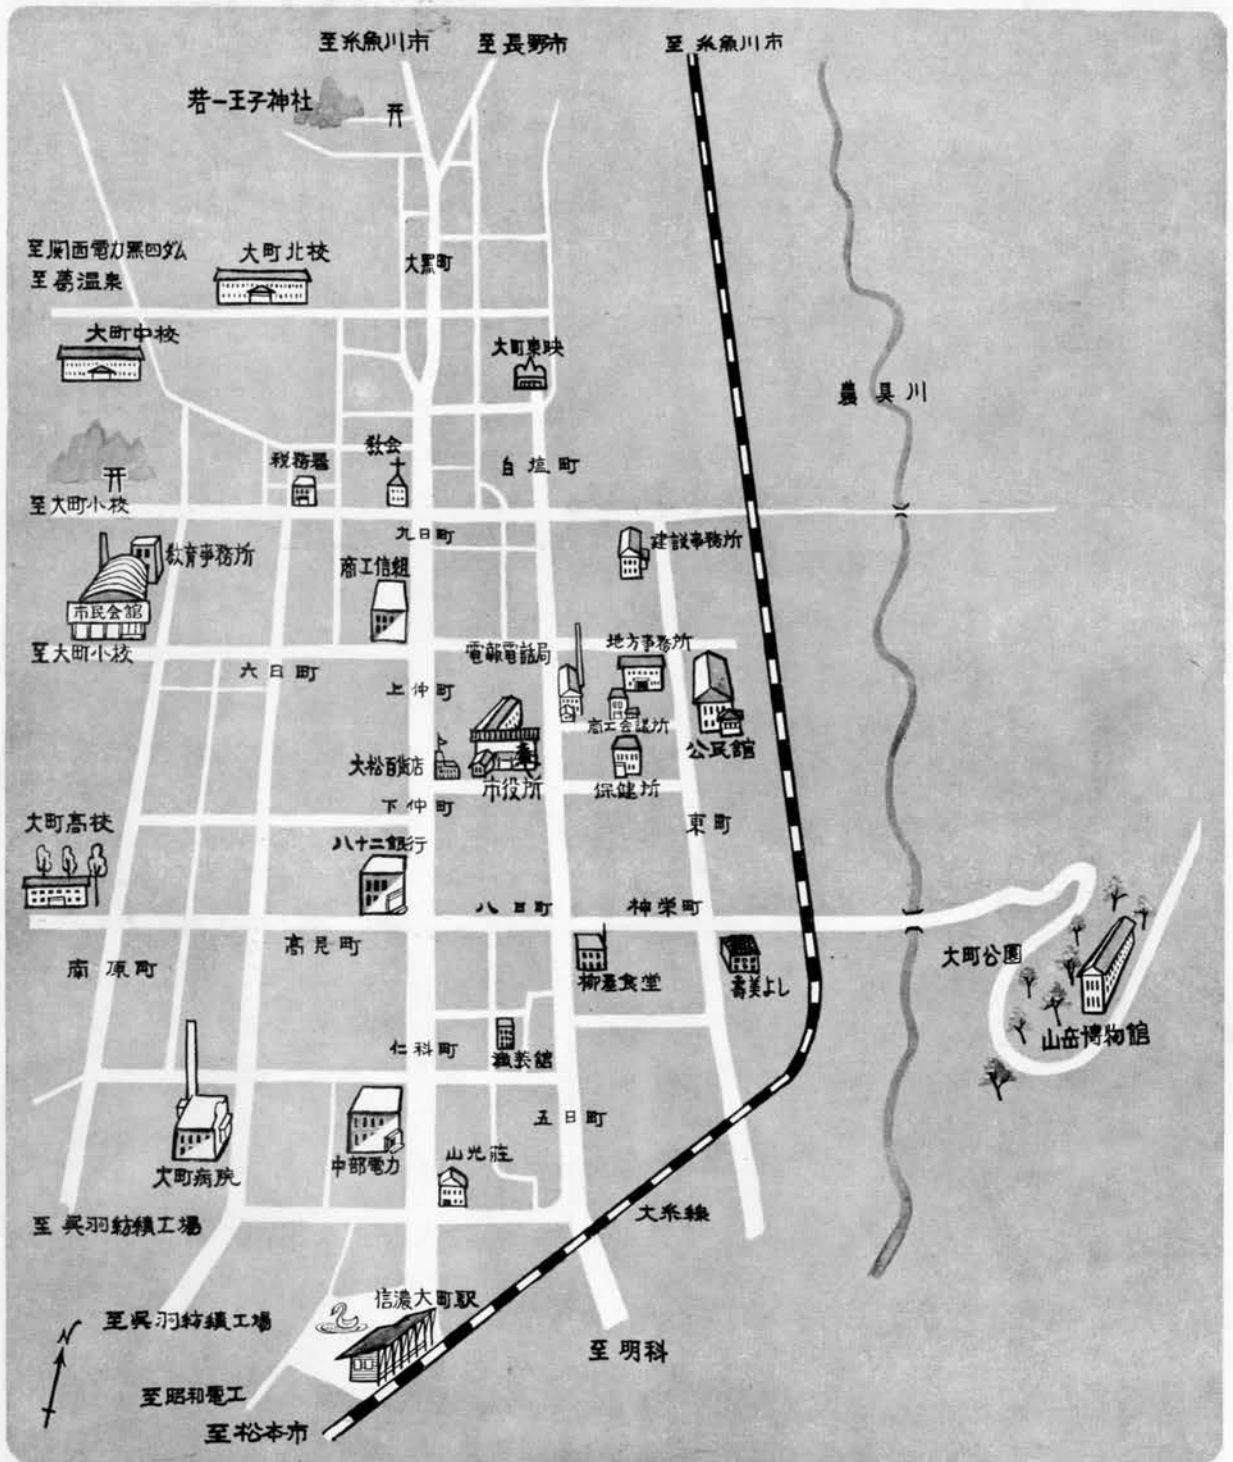 至糸魚川市
至長野市
至糸魚川市
若一王子神社
至関西電力黒四ダム
至葛温泉
大町北校
大黒町
大町中校
大町東映
農具川
教会
税務署
白塩町
至大町小校
九日町
建設事務所
教育事務所
商工信組
市民会館
至大町小校
電報電話局
地方事務所
六日町
上仲町
商工会議所
公民館
大松百貨店
市役所
保健所
下仲町
大町高校
東町
八十二銀行
八日町
神栄町
高見町
大町公園
南原町
柳屋食堂
寿美よし
山岳博物館
仁科町
五日町
山光荘
大町病院
中部電力
大糸線
至呉羽紡績工場
信濃大町駅
至呉羽紡績工場
N
至明科
至昭和電工
至松本市